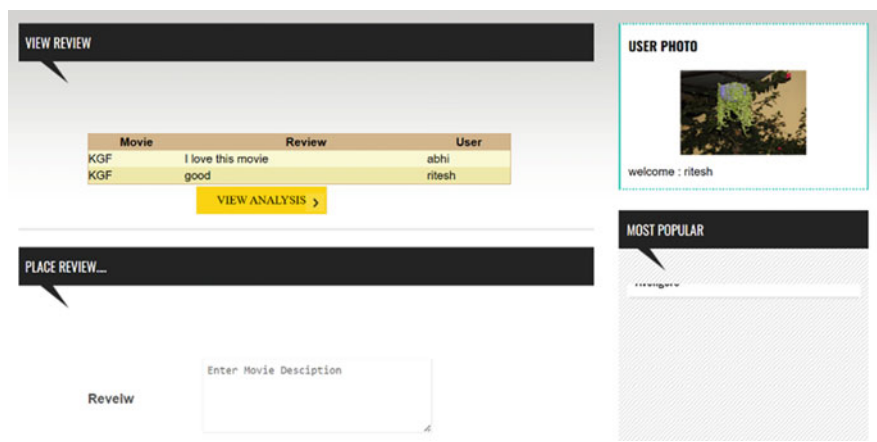 VIEW REVIEW
Movie Review User
KGF I love this movie abhi
KGF good ritesh
VIEW ANALYSIS
PLACE REVIEW....
Revelw
Enter Movie Desciption
USER PHOTO
welcome : ritesh
MOST POPULAR